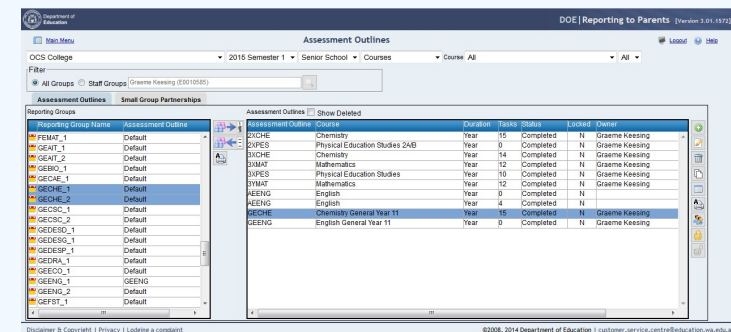 Department of
Education
DOE | Reporting to Parents [Version 3.01.1572]
Main Menu
Assessment Outlines
Logout
Help
OCS College
2015 Semester 1
Senior School
Courses
Course
All
All
Filter
All Groups
Staff Groups
Graeme Keesing (E0010585)
Assessment Outlines
Small Group Partnerships
Reporting Groups
Assessment Outlines
Show Deleted
Reporting Group Name Assessment Outline
FEMAT_1 Default
GEAIT_1 Default
GEAIT_2 Default
GEBIO_1 Default
GECAE_1 Default
GECHE_1 Default
GECHE_2 Default
GECSC_1 Default
GECSC_2 Default
GEDESD_1 Default
GEDESG_1 Default
GEDESP_1 Default
GEDRA_1 Default
GEECO_1 Default
GEENG_1 GEENG
GEENG_2 Default
GEFST_1 Default
Assessment Outline Course Duration Tasks Status Locked Owner
2XCHE Chemistry Year 15 Completed N Graeme Keesing
2XPES Physical Education Studies 2A/B Year 0 Completed N Graeme Keesing
3XCHE Chemistry Year 14 Completed N Graeme Keesing
3XMAT Mathematics Year 12 Completed N Graeme Keesing
3XPES Physical Education Studies Year 10 Completed N Graeme Keesing
3YMAT Mathematics Year 12 Completed N Graeme Keesing
AEENG English Year 0 Completed N
AEENG English Year 4 Completed N
GECHE Chemistry General Year 11 Year 15 Completed N Graeme Keesing
GEENG English General Year 11 Year 0 Completed N Graeme Keesing
Disclaimer & Copyright | Privacy | Lodging a complaint
©2008, 2014 Department of Education | customer.service.centre@education.wa.edu.a